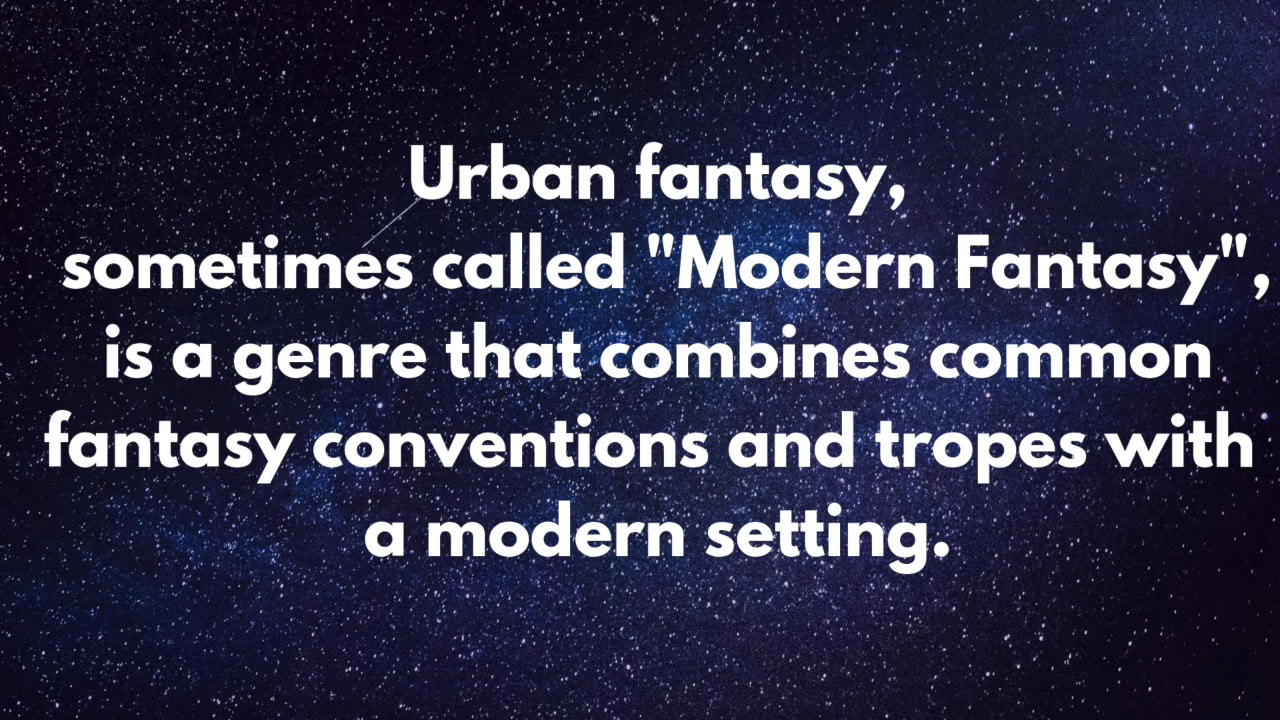 Urban fantasy,
sometimes called "Modern Fantasy",
is a genre that combines common
fantasy conventions and tropes with
a modern setting.